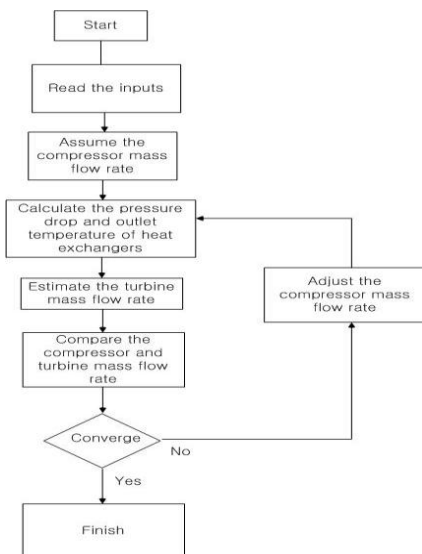 Start
Read the inputs
Assume the
compressor mass
flow rate
Calculate the pressure
drop and outlet
temperature of heat
exchangers
Estimate the turbine
mass flow rate
Compare the
compressor and
turbine mass flow
rate
Adjust the
compressor mass
flow rate
Converge
No
Yes
Finish